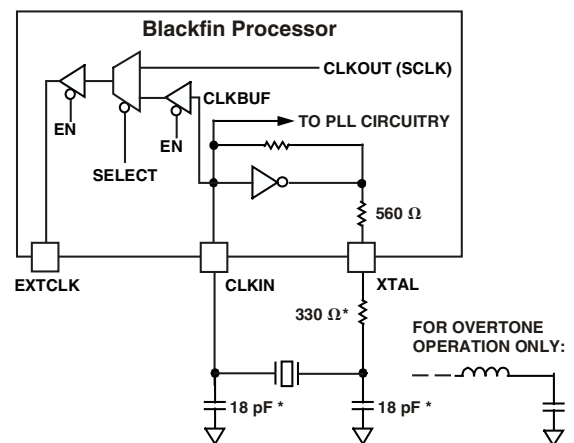 Blackfin Processor
CLKOUT (SCLK)
CLKBUF
TO PLL CIRCUITRY
EN
EN
SELECT
560 Ω
EXTCLK
CLKIN
XTAL
330 Ω*
FOR OVERTONE
OPERATION ONLY:
18 pF *
18 pF *